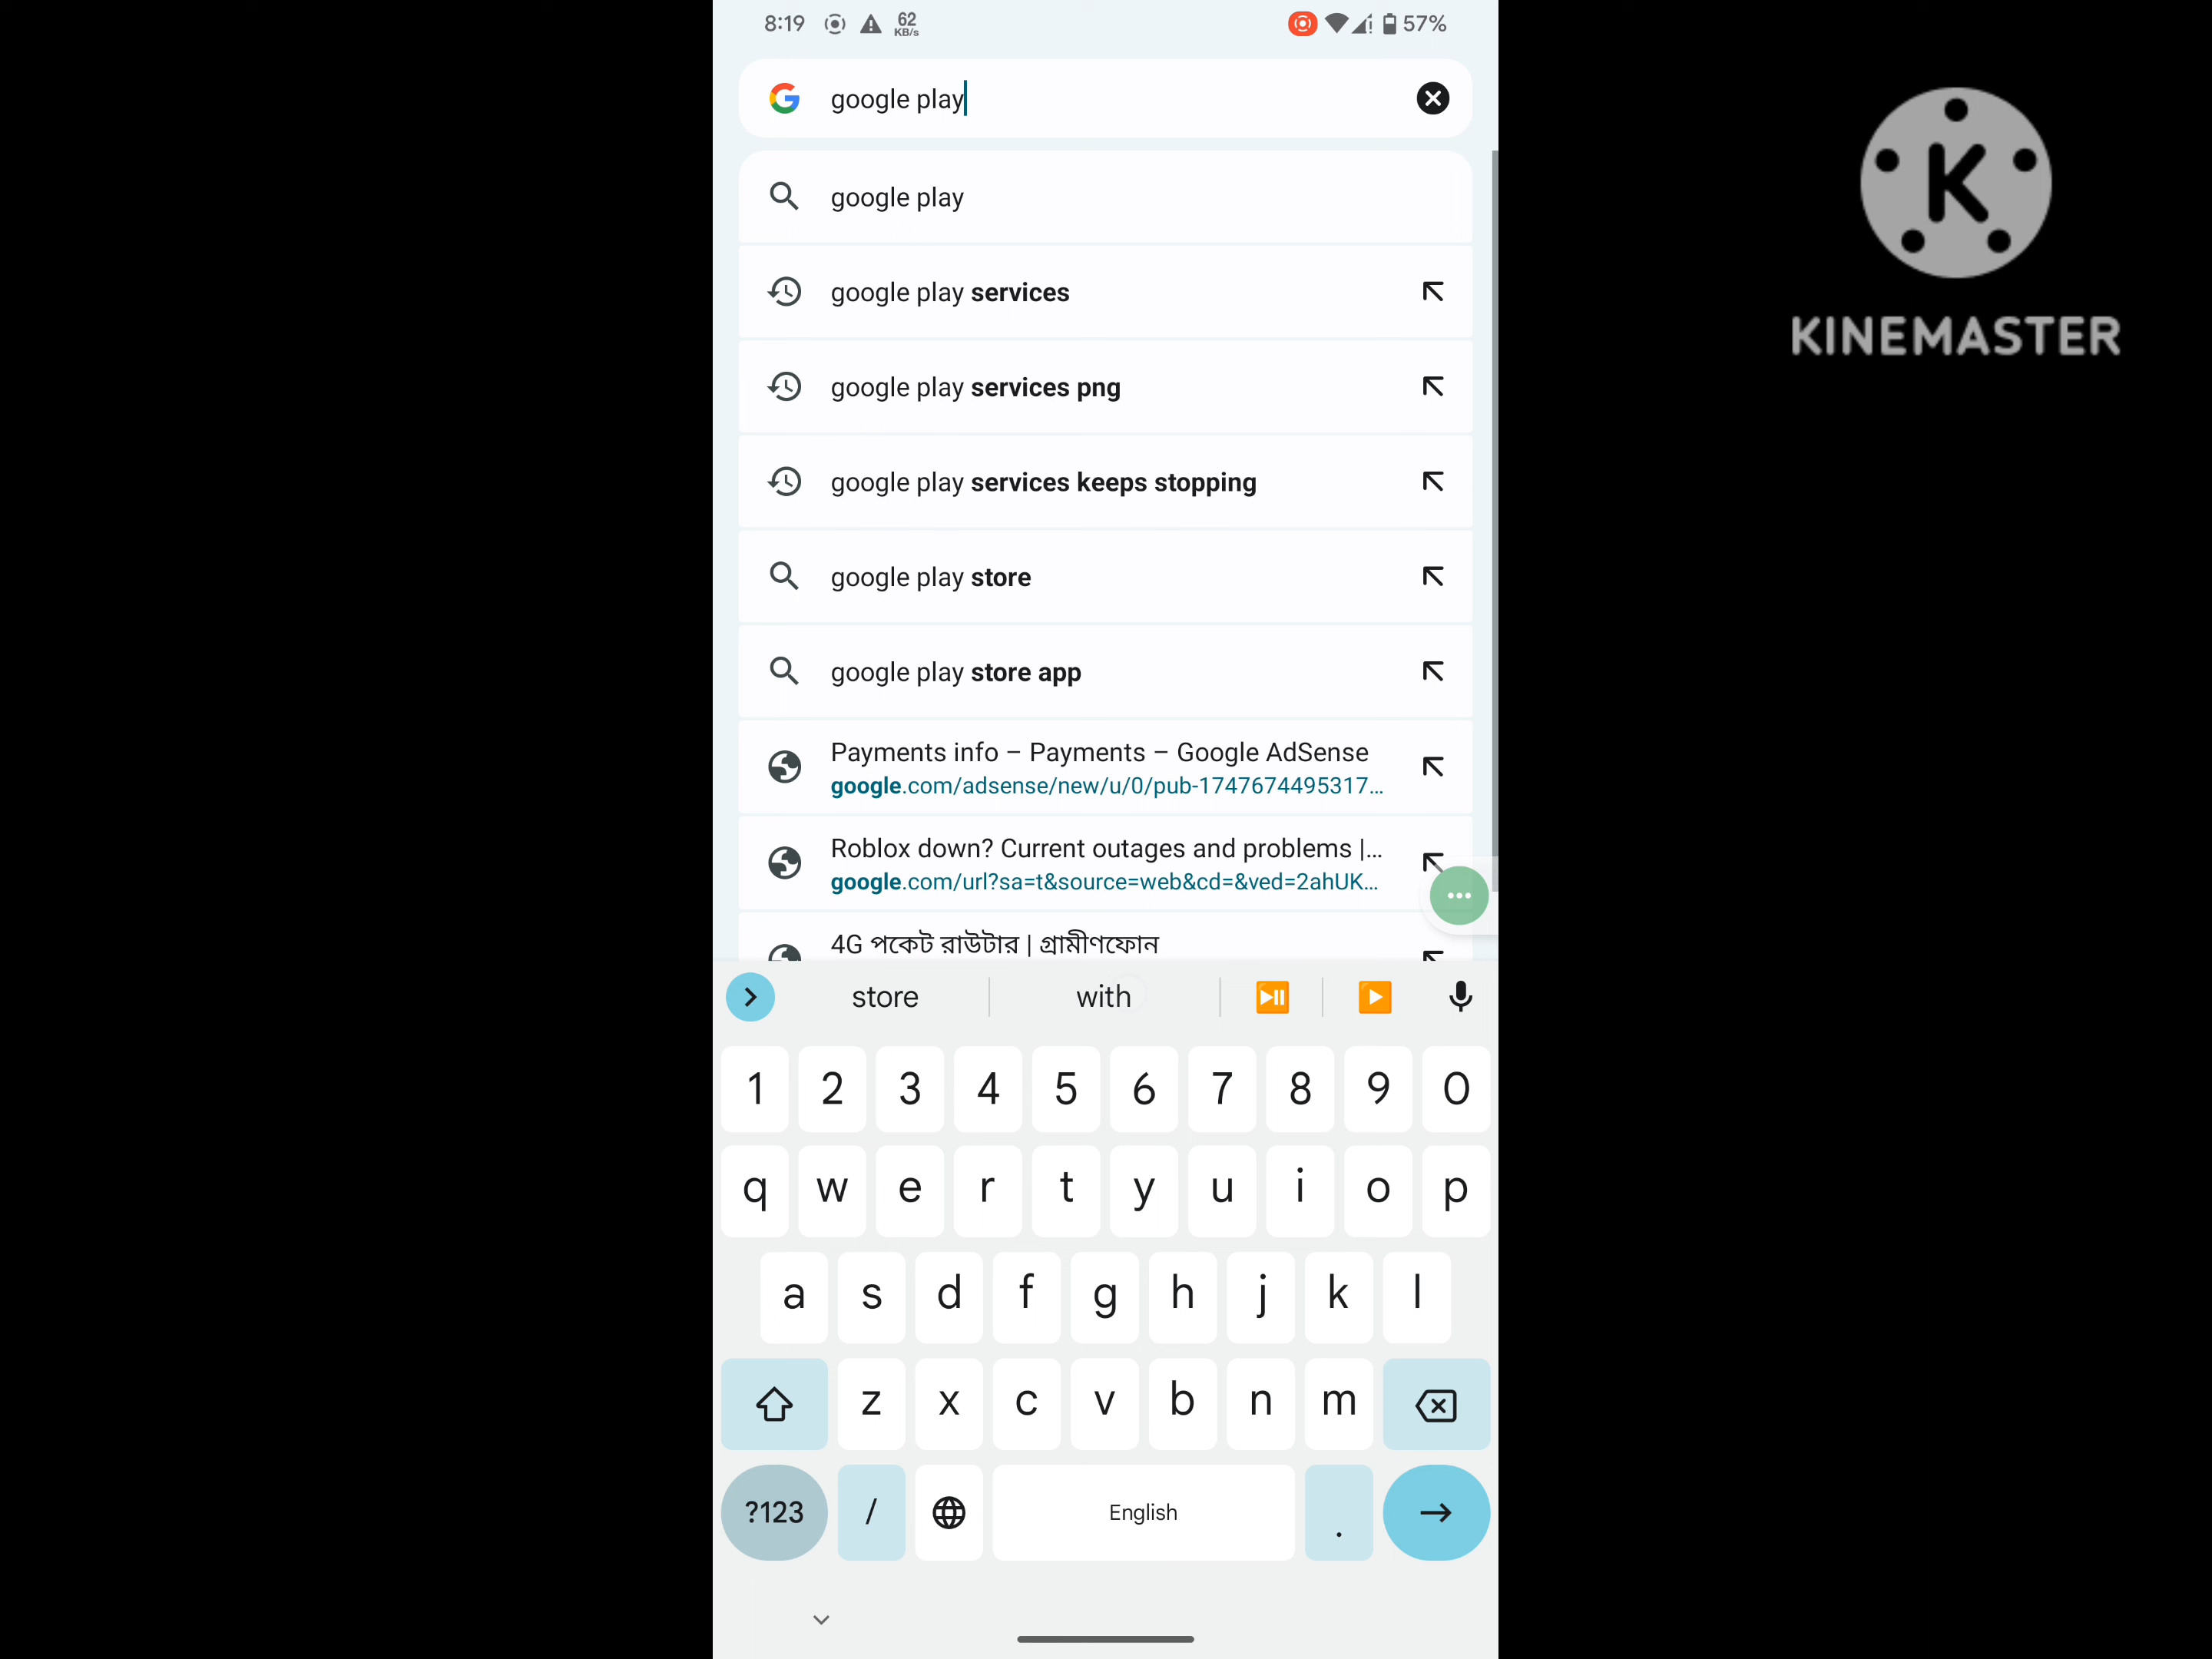 8:19 62 KB/s 57%
KINEMASTER
google play
google play
google play services
google play services png
google play services keeps stopping
google play store
google play store app
Payments info – Payments – Google AdSense
google.com/adsense/new/u/0/pub-1747674495317...
Roblox down? Current outages and problems |...
google.com/url?sa=t&source=web&cd=&ved=2ahUK...
4G পকেট রাউটার | গ্রামীণফোন
store with
1 2 3 4 5 6 7 8 9 0
q w e r t y u i o p
a s d f g h j k l
z x c v b n m
?123 / English .